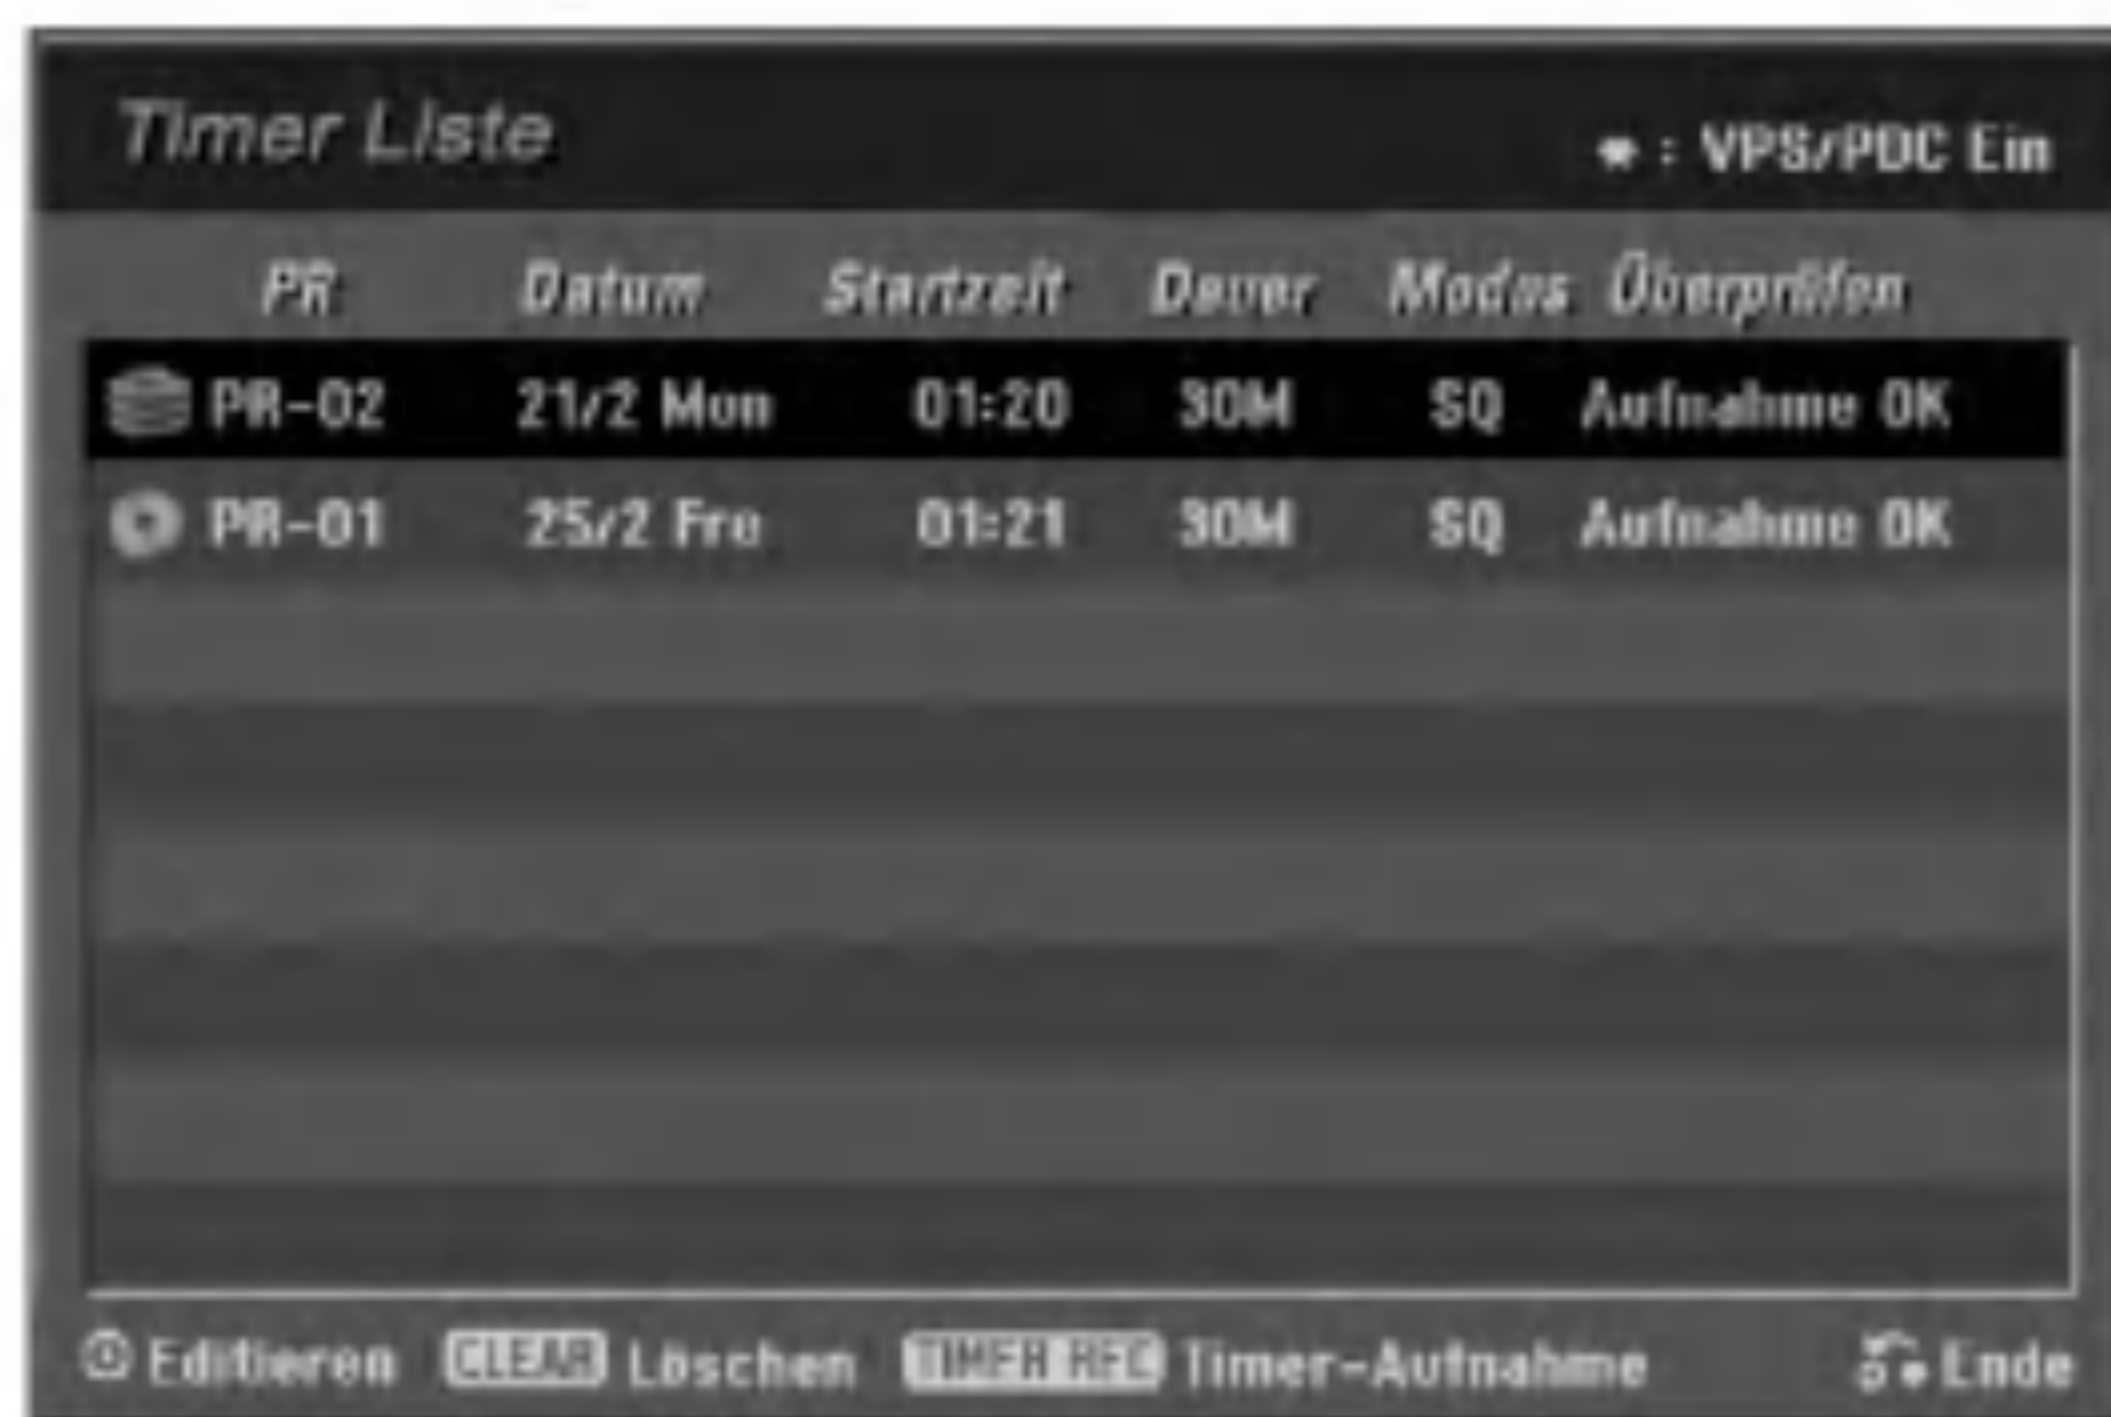 Timer Liste
: VPS/PDC Ein
PR Datum Startzeit Dauer Modus Überprüfen
PR-02 21/2 Mon 01:20 30M SQ Aufnahme OK
PR-01 25/2 Fre 01:21 30M SQ Aufnahme OK
Editieren CLEAR Löschen TIMER REC Timer-Aufnahme Ende